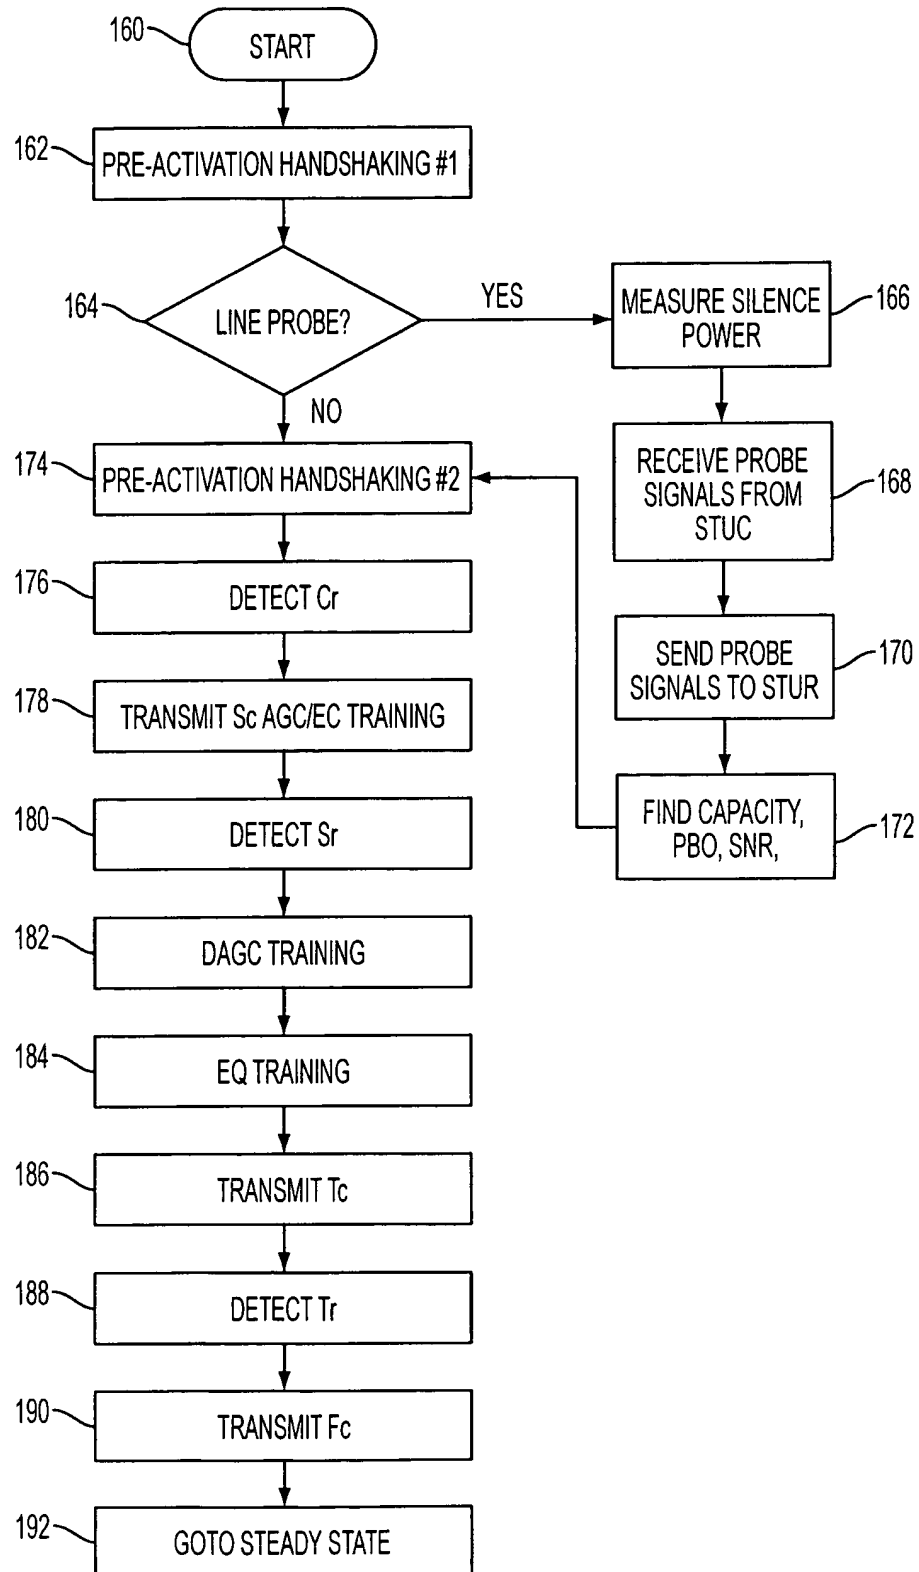 160
START
162
PRE-ACTIVATION HANDSHAKING #1
164
LINE PROBE?
YES
NO
MEASURE SILENCE
POWER
166
RECEIVE PROBE
SIGNALS FROM
STUC
168
SEND PROBE
SIGNALS TO STUR
170
FIND CAPACITY,
PBO, SNR,
172
174
PRE-ACTIVATION HANDSHAKING #2
176
DETECT Cr
178
TRANSMIT Sc AGC/EC TRAINING
180
DETECT Sr
182
DAGC TRAINING
184
EQ TRAINING
186
TRANSMIT Tc
188
DETECT Tr
190
TRANSMIT Fc
192
GOTO STEADY STATE